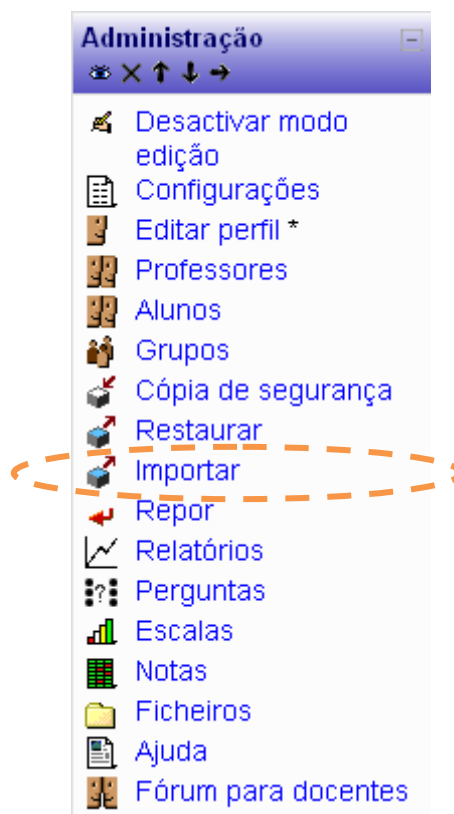 Administração
Desactivar modo
edição
Configurações
Editar perfil *
Professores
Alunos
Grupos
Cópia de segurança
Restaurar
Importar
Repor
Relatórios
Perguntas
Escalas
Notas
Ficheiros
Ajuda
Fórum para docentes